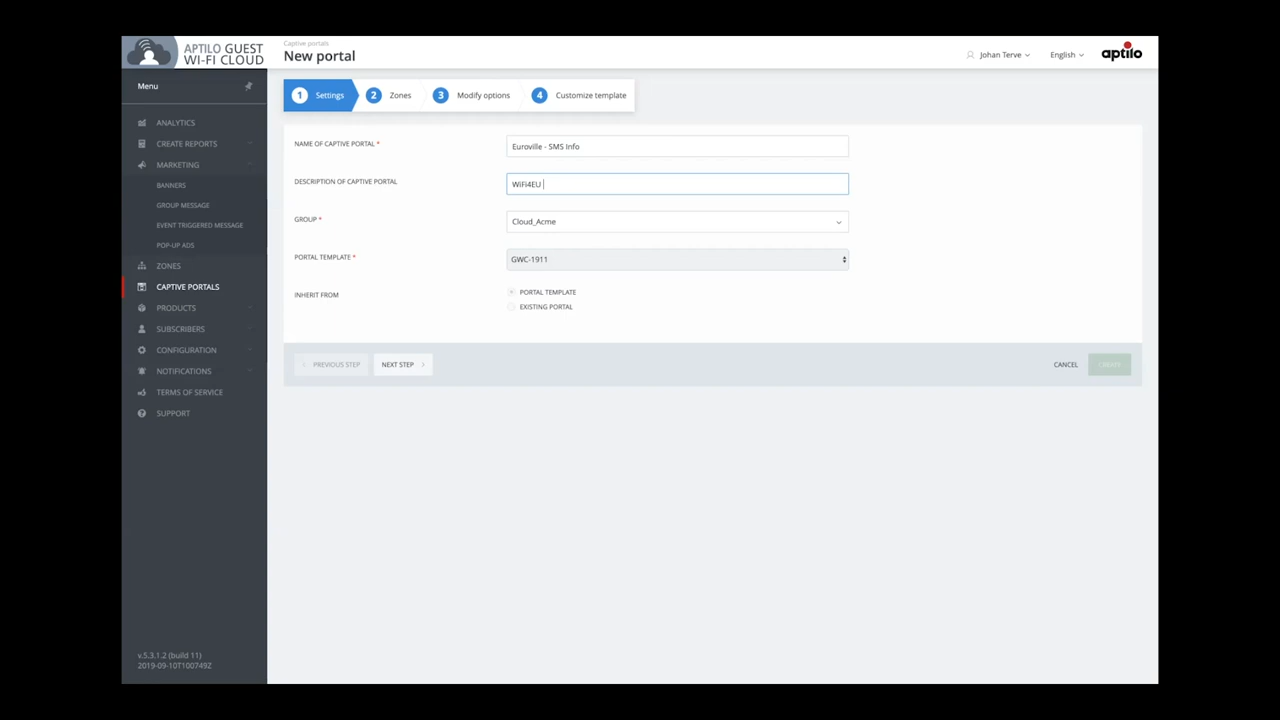 APTILO GUEST
WI-FI CLOUD
Captive portals
New portal
Johan Terve
English
aptilo
Menu
1 Settings
2 Zones
3 Modify options
4 Customize template
ANALYTICS
CREATE REPORTS
MARKETING
BANNERS
GROUP MESSAGE
EVENT TRIGGERED MESSAGE
POP-UP ADS
ZONES
CAPTIVE PORTALS
PRODUCTS
SUBSCRIBERS
CONFIGURATION
NOTIFICATIONS
TERMS OF SERVICE
SUPPORT
NAME OF CAPTIVE PORTAL *
Euroville - SMS Info
DESCRIPTION OF CAPTIVE PORTAL
WiFi4EU
GROUP *
Cloud_Acme
PORTAL TEMPLATE *
GWC-1911
INHERIT FROM
PORTAL TEMPLATE
EXISTING PORTAL
PREVIOUS STEP
NEXT STEP
CANCEL
CREATE
v.5.3.1.2 (build 11)
2019-09-10T100749Z